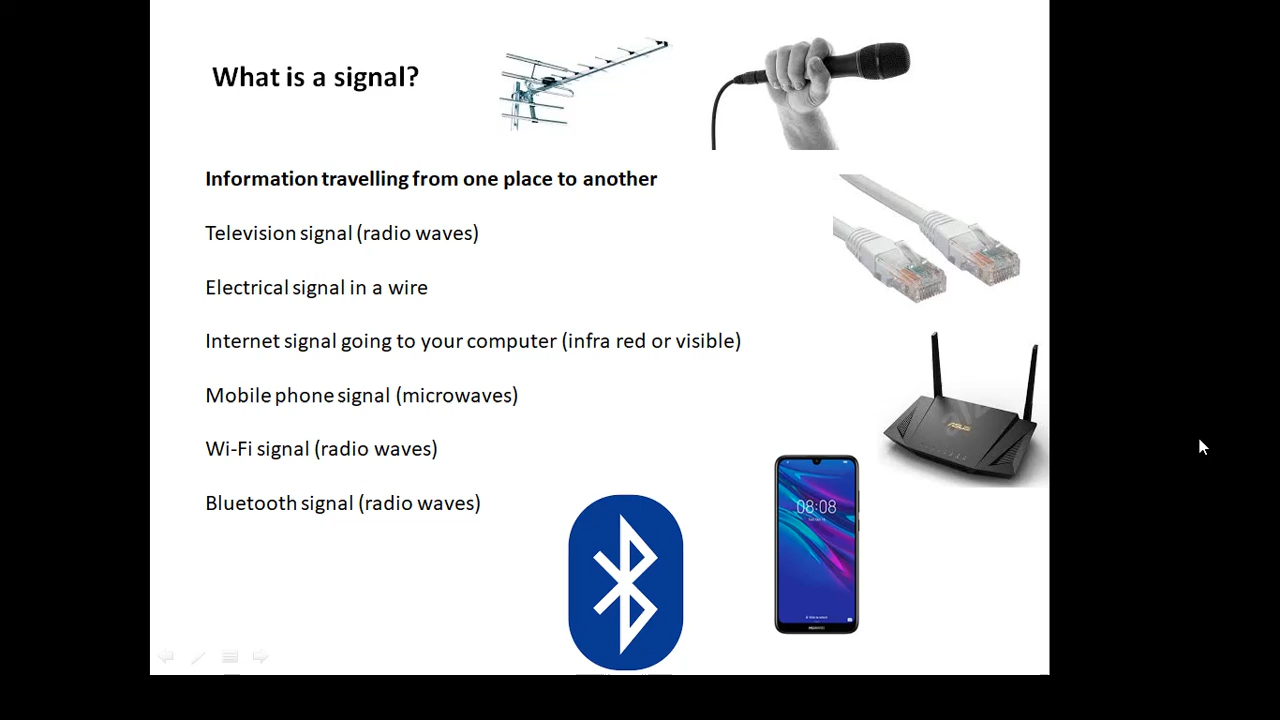 What is a signal?
Information travelling from one place to another
Television signal (radio waves)
Electrical signal in a wire
Internet signal going to your computer (infra red or visible)
Mobile phone signal (microwaves)
Wi-Fi signal (radio waves)
Bluetooth signal (radio waves)
ASUS
08:08
HUAWEI